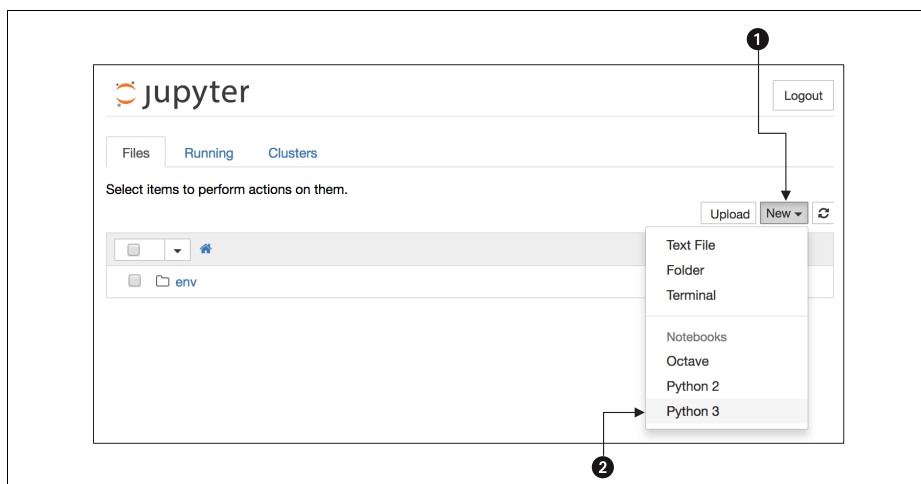 1
jupyter
Logout
Files Running Clusters
Select items to perform actions on them.
Upload New
env
Text File
Folder
Terminal
Notebooks
Octave
Python 2
Python 3
2